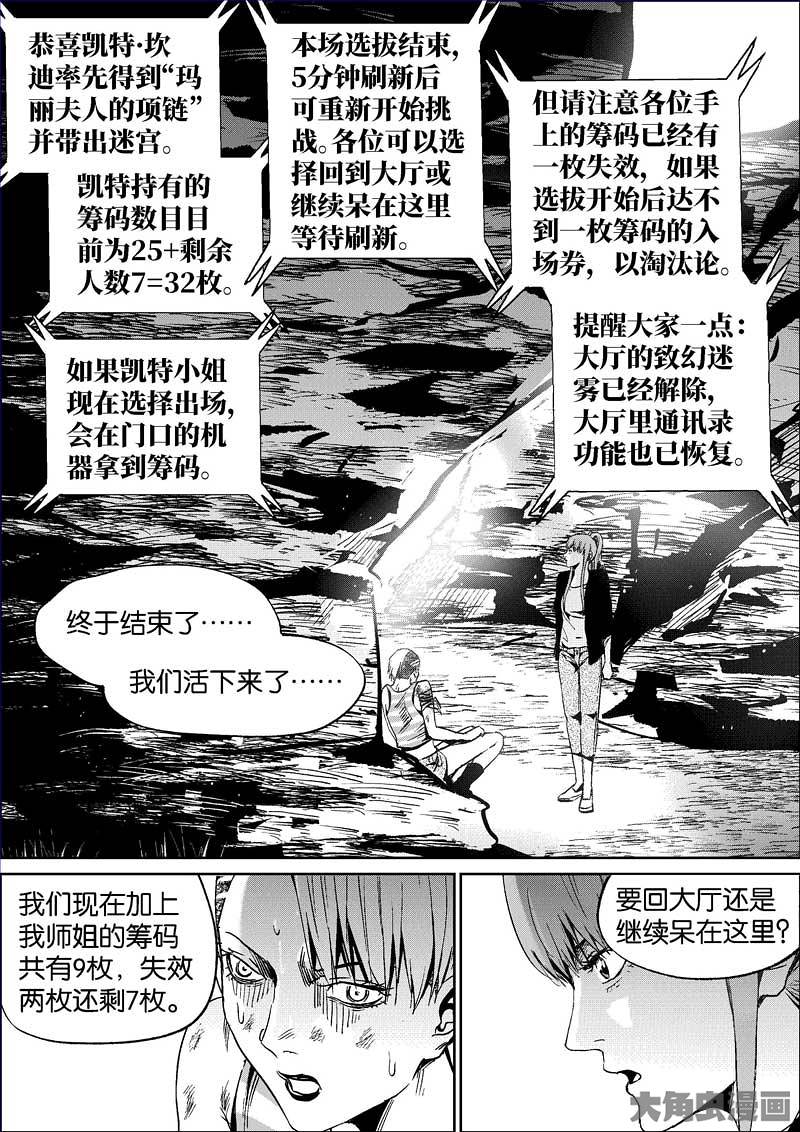 恭喜凯特·坎
迪率先得到“玛
丽夫人的项链”
并带出迷宫。
凯特持有的
筹码数目目
前为25+剩余
人数7=32枚。
如果凯特小姐
现在选择出场，
会在门口的机
器拿到筹码。
本场选拔结束，
5分钟刷新后
可重新开始挑
战。各位可以选
择回到大厅或
继续呆在这里
等待刷新。
但请注意各位手
上的筹码已经有
一枚失效，如果
选拔开始后达不
到一枚筹码的入
场券，以淘汰论。
提醒大家一点：
大厅的致幻迷
雾已经解除，
大厅里通讯录
功能也已恢复。
终于结束了……
我们活下来了……
我们现在加上
我师姐的筹码
共有9枚，失效
两枚还剩7枚。
要回大厅还是
继续呆在这里？
大角虫漫画